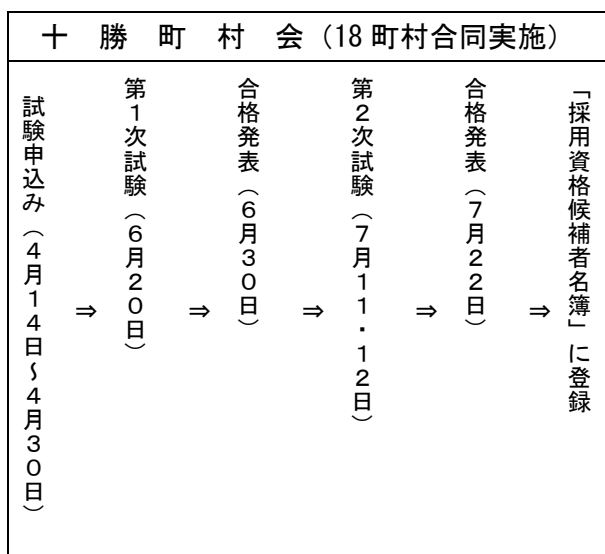 十勝町村会（18町村合同実施）
試験申込み（４月１４日～４月３０日）
⇒
第１次試験（６月２０日）
⇒
合格発表（６月３０日）
⇒
第２次試験（７月１１・１２日）
⇒
合格発表（７月２２日）
⇒
「採用資格候補者名簿」に登録